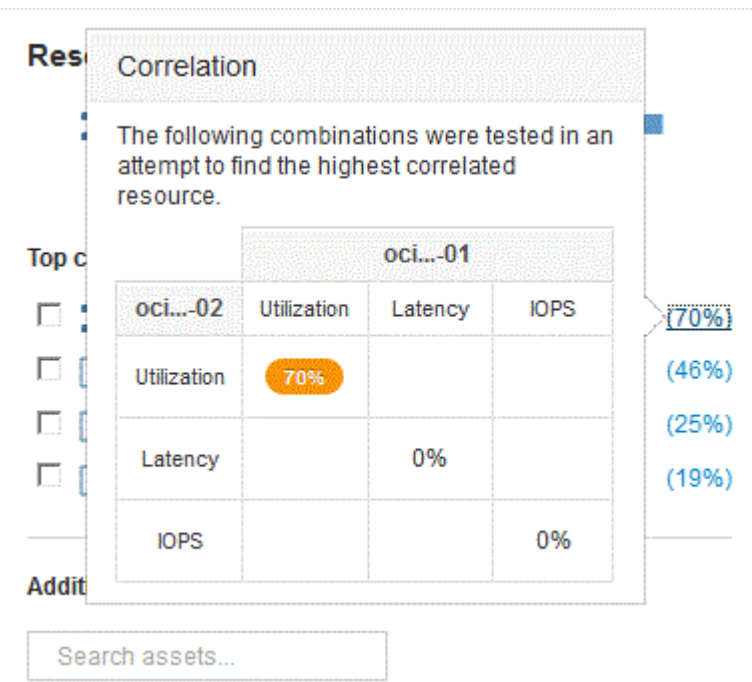 Rese
Correlation
The following combinations were tested in an
attempt to find the highest correlated
resource.
Top c
oci...-01
oci...-02 Utilization Latency IOPS
(70%)
Utilization 70%
(46%)
(25%)
Latency 0%
(19%)
IOPS 0%
Addit
Search assets...